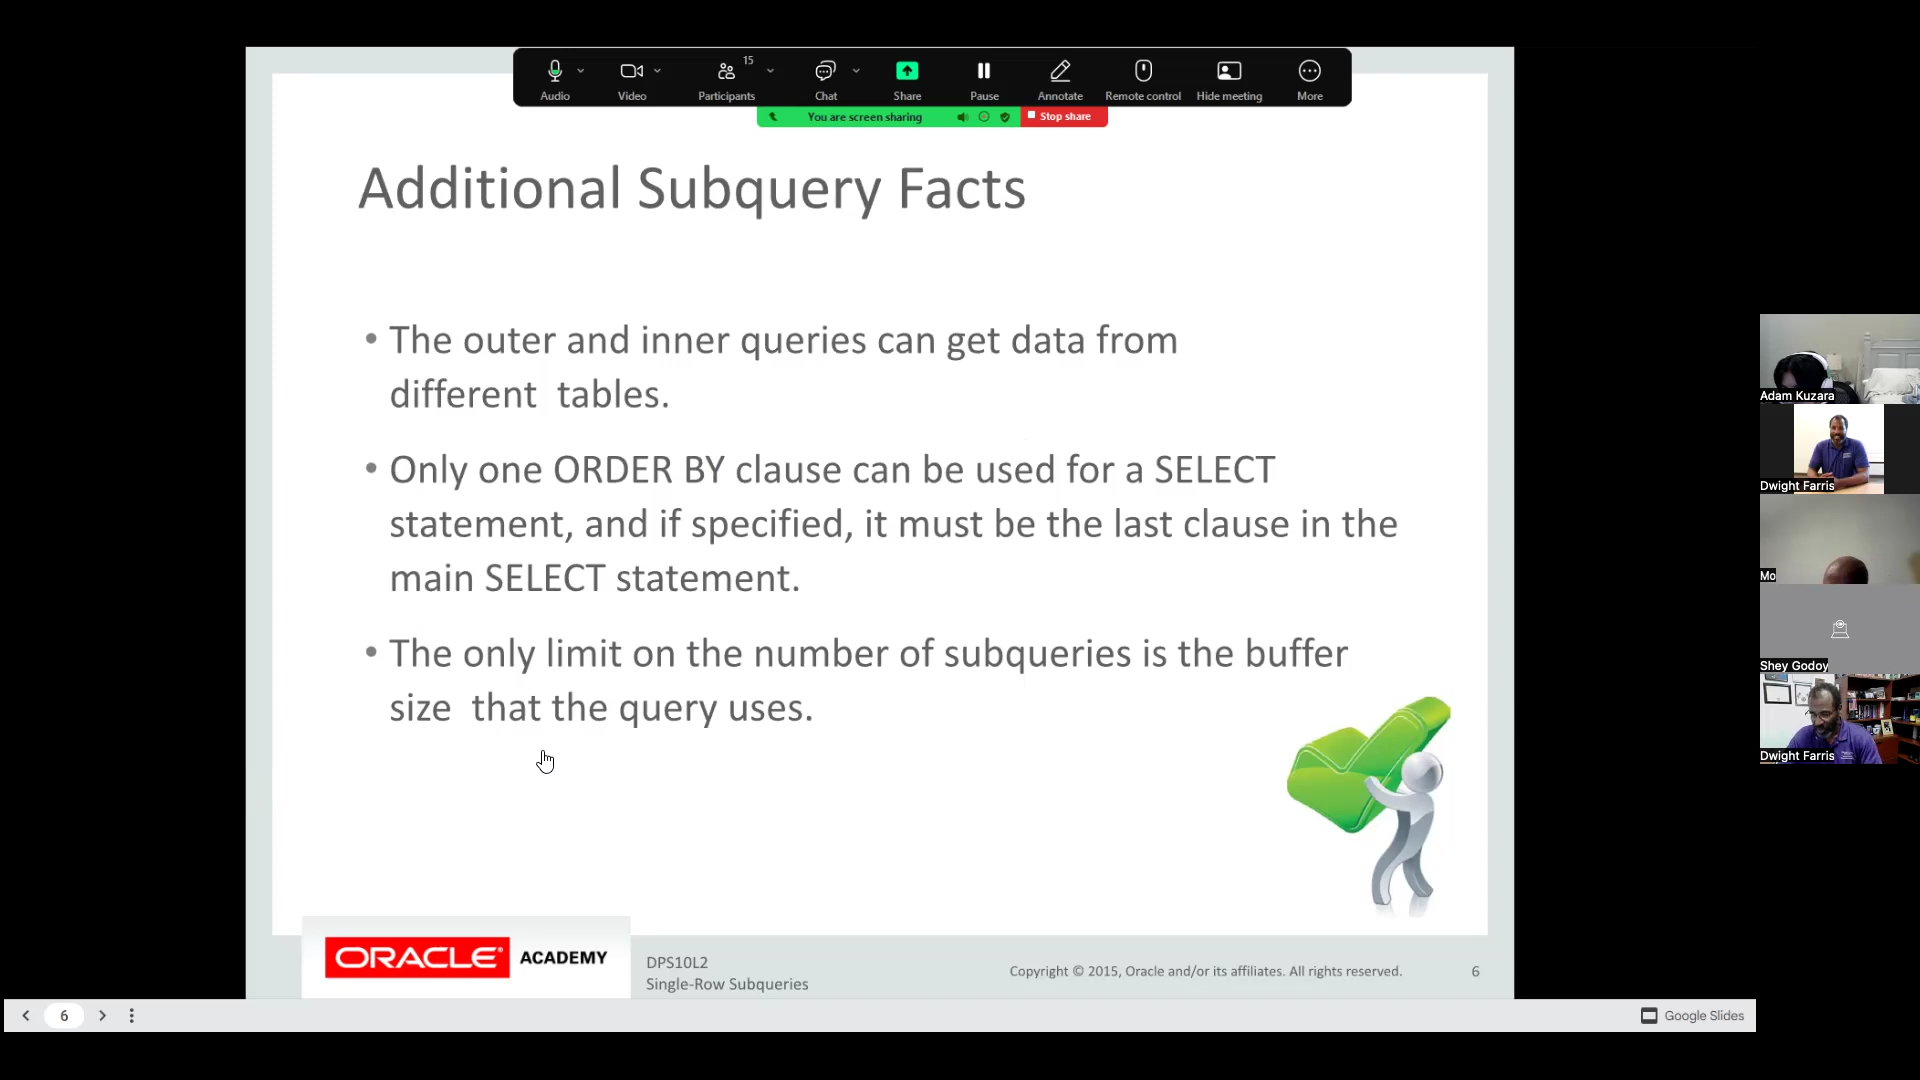 15
Audio
Video
Participants
Chat
Share
Pause
Annotate
Remote control
Hide meeting
More
You are screen sharing
Stop share
Additional Subquery Facts
• The outer and inner queries can get data from
different tables.
• Only one ORDER BY clause can be used for a SELECT
statement, and if specified, it must be the last clause in the
main SELECT statement.
• The only limit on the number of subqueries is the buffer
size that the query uses.
Adam Kuzara
Dwight Farris
Mo
Shey Godoy
Dwight Farris
ORACLE® ACADEMY
DPS10L2
Single-Row Subqueries
Copyright © 2015, Oracle and/or its affiliates. All rights reserved.
6
6
Google Slides